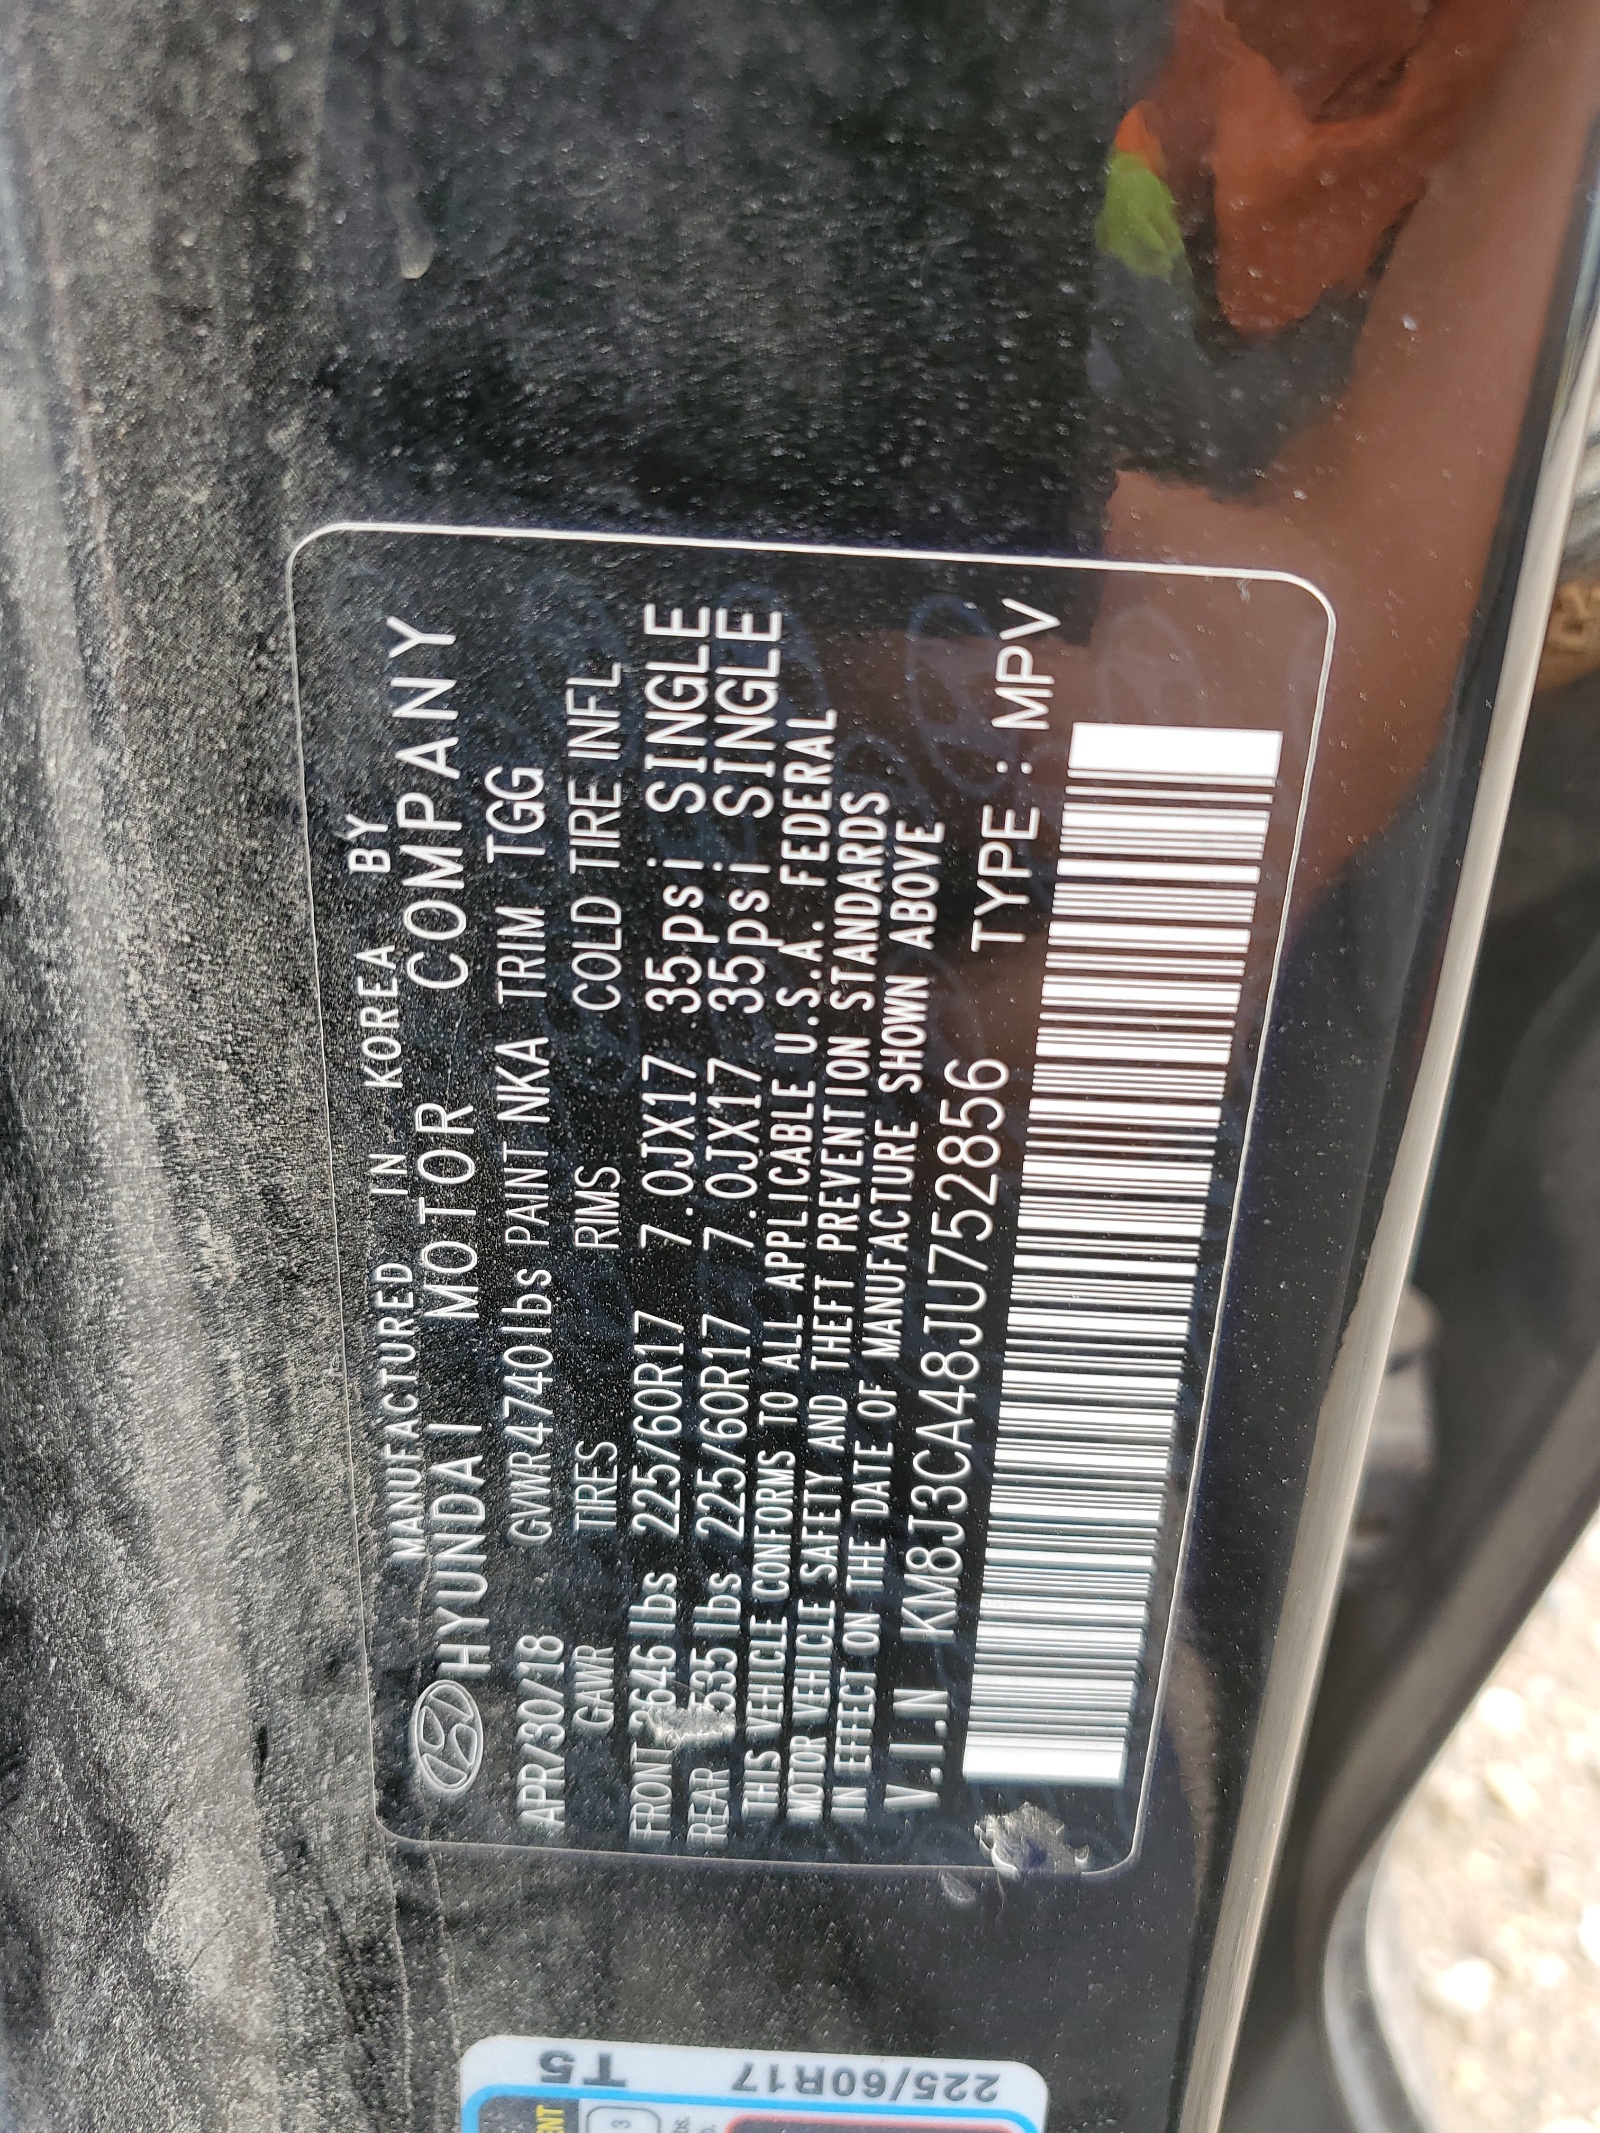 MANUFACTURED IN KOREA BY
HYUNDAI MOTOR COMPANY
APR/30/18 GVWR4740lbs PAINT NKA TRIM TGG
GAWR TIRES RIMS COLD TIRE INFL
FRONT 2646 lbs 225/60R17 7.0JX17 35psi SINGLE
REAR 535 lbs 225/60R17 7.0JX17 35psi SINGLE
THIS VEHICLE CONFORMS TO ALL APPLICABLE U.S.A. FEDERAL
MOTOR VEHICLE SAFETY AND THEFT PREVENTION STANDARDS
IN EFFECT ON THE DATE OF MANUFACTURE SHOWN ABOVE
V.I.N KM8J3CA48JU752856 TYPE : MPV
T5
225/60R17
3